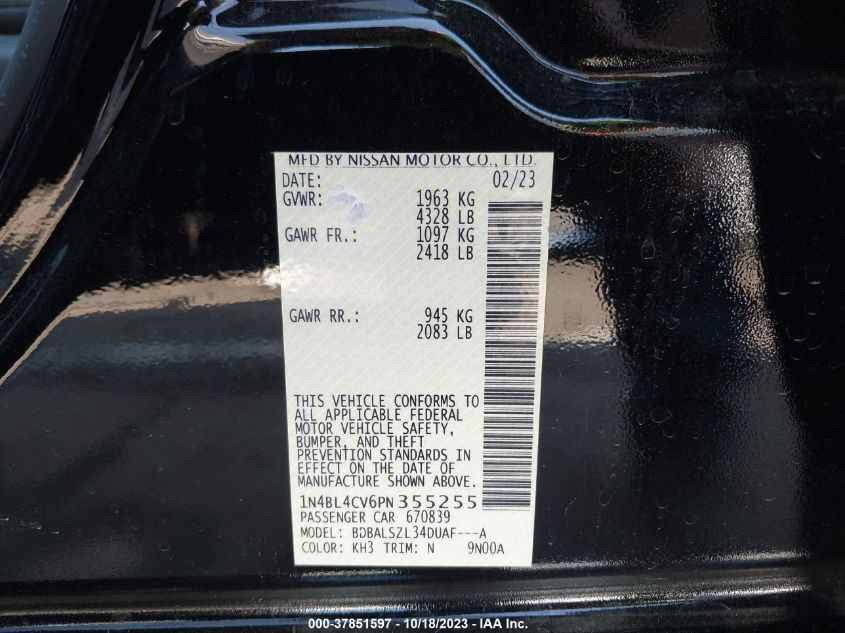 MFD BY NISSAN MOTOR CO., LTD.
DATE: 02/23
GVWR: 1963 KG
4328 LB
GAWR FR.: 1097 KG
2418 LB
GAWR RR.: 945 KG
2083 LB
THIS VEHICLE CONFORMS TO
ALL APPLICABLE FEDERAL
MOTOR VEHICLE SAFETY,
BUMPER, AND THEFT
PREVENTION STANDARDS IN
EFFECT ON THE DATE OF
MANUFACTURE SHOWN ABOVE.
1N4BL4CV6PN355255
PASSENGER CAR 670839
MODEL: BDBALSZL34DUAF---A
COLOR: KH3 TRIM: N 9N00A
000-37851597 - 10/18/2023 - IAA Inc.